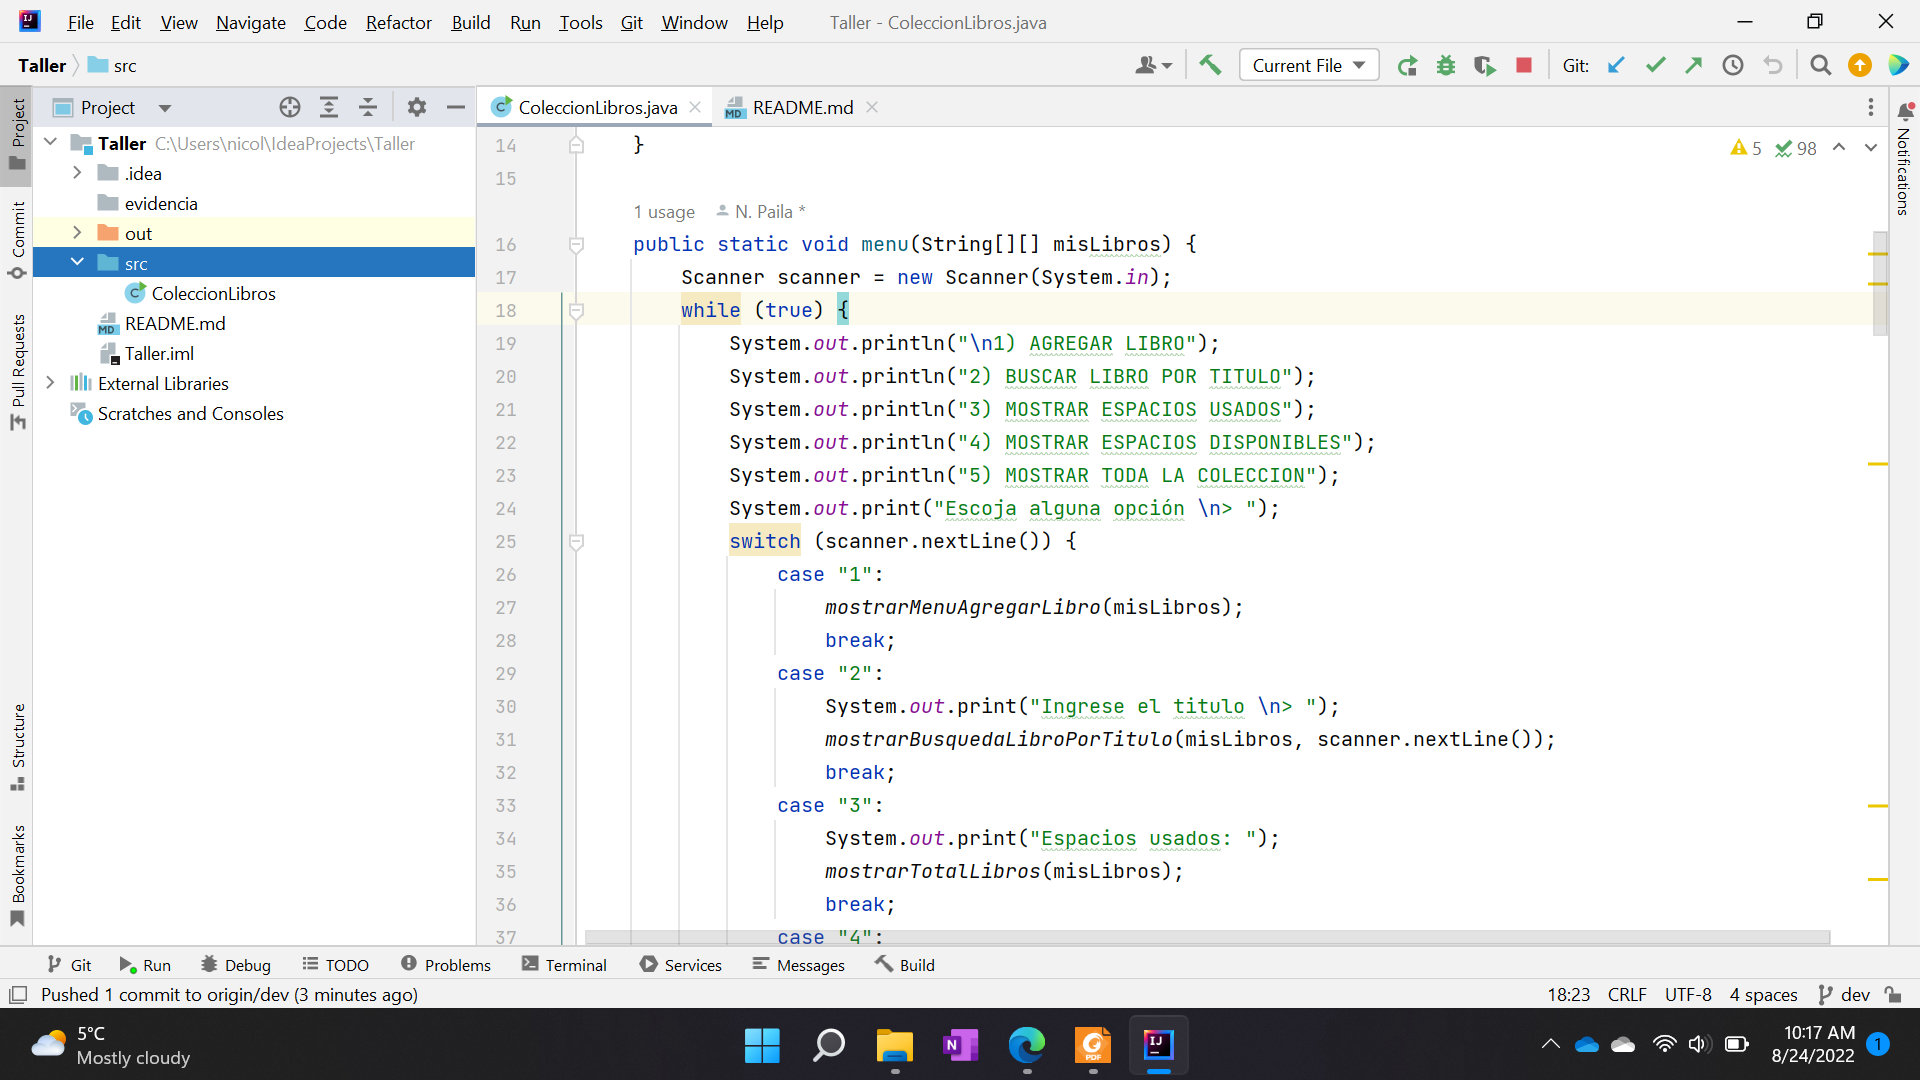 File Edit View Navigate Code Refactor Build Run Tools Git Window Help Taller - ColeccionLibros.java
Taller src Current File Git:
Project
ColeccionLibros.java
README.md
Project
Commit
Pull Requests
Structure
Bookmarks
Notifications
Taller C:\Users\nicol\IdeaProjects\Taller
.idea
evidencia
out
src
ColeccionLibros
README.md
Taller.iml
External Libraries
Scratches and Consoles
5 98
14 }
15
1 usage N. Paila *
16 public static void menu(String[][] misLibros) {
17 Scanner scanner = new Scanner(System.in);
18 while (true) {
19 System.out.println("\n1) AGREGAR LIBRO");
20 System.out.println("2) BUSCAR LIBRO POR TITULO");
21 System.out.println("3) MOSTRAR ESPACIOS USADOS");
22 System.out.println("4) MOSTRAR ESPACIOS DISPONIBLES");
23 System.out.println("5) MOSTRAR TODA LA COLECCION");
24 System.out.print("Escoja alguna opción \n> ");
25 switch (scanner.nextLine()) {
26 case "1":
27 mostrarMenuAgregarLibro(misLibros);
28 break;
29 case "2":
30 System.out.print("Ingrese el titulo \n> ");
31 mostrarBusquedaLibroPorTitulo(misLibros, scanner.nextLine());
32 break;
33 case "3":
34 System.out.print("Espacios usados: ");
35 mostrarTotalLibros(misLibros);
36 break;
37 case "4":
Git Run Debug TODO Problems Terminal Services Messages Build
Pushed 1 commit to origin/dev (3 minutes ago) 18:23 CRLF UTF-8 4 spaces dev
5°C
Mostly cloudy
10:17 AM
8/24/2022
1